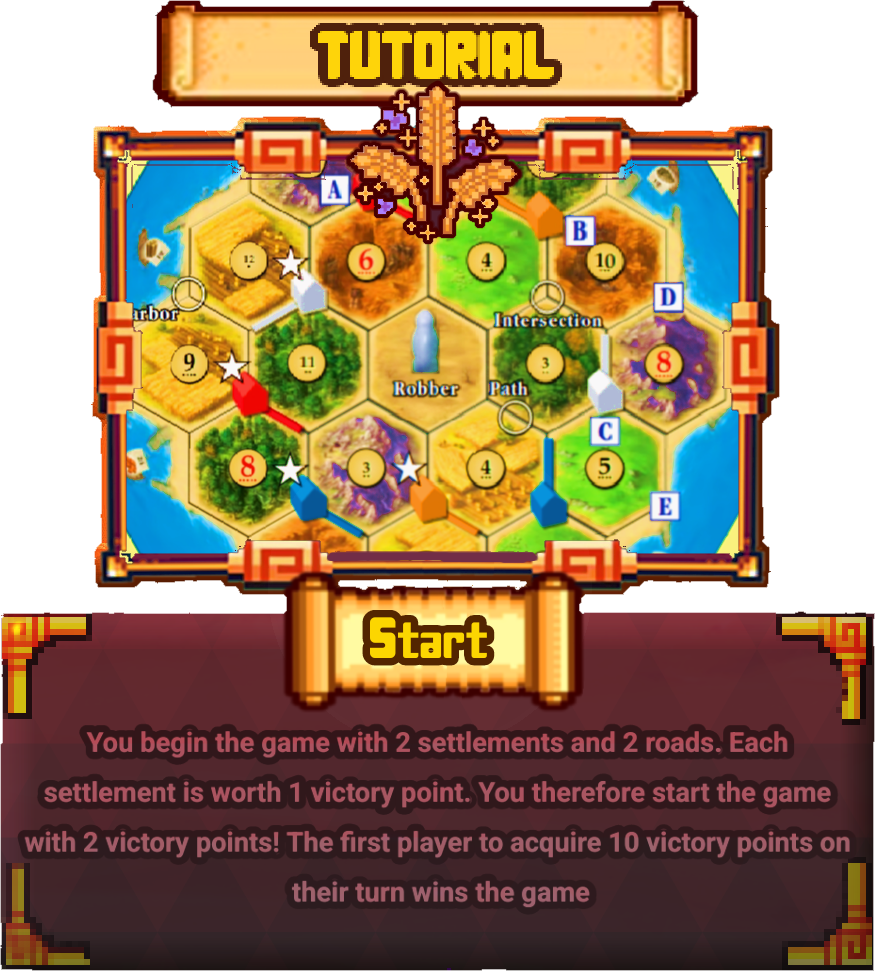 TUTORIAL
A
B
12
6
4
10
D
arbor
Intersection
9
11
3
8
Robber
Path
C
8
3
4
5
E
Start
You begin the game with 2 settlements and 2 roads. Each
settlement is worth 1 victory point. You therefore start the game
with 2 victory points! The first player to acquire 10 victory points on
their turn wins the game